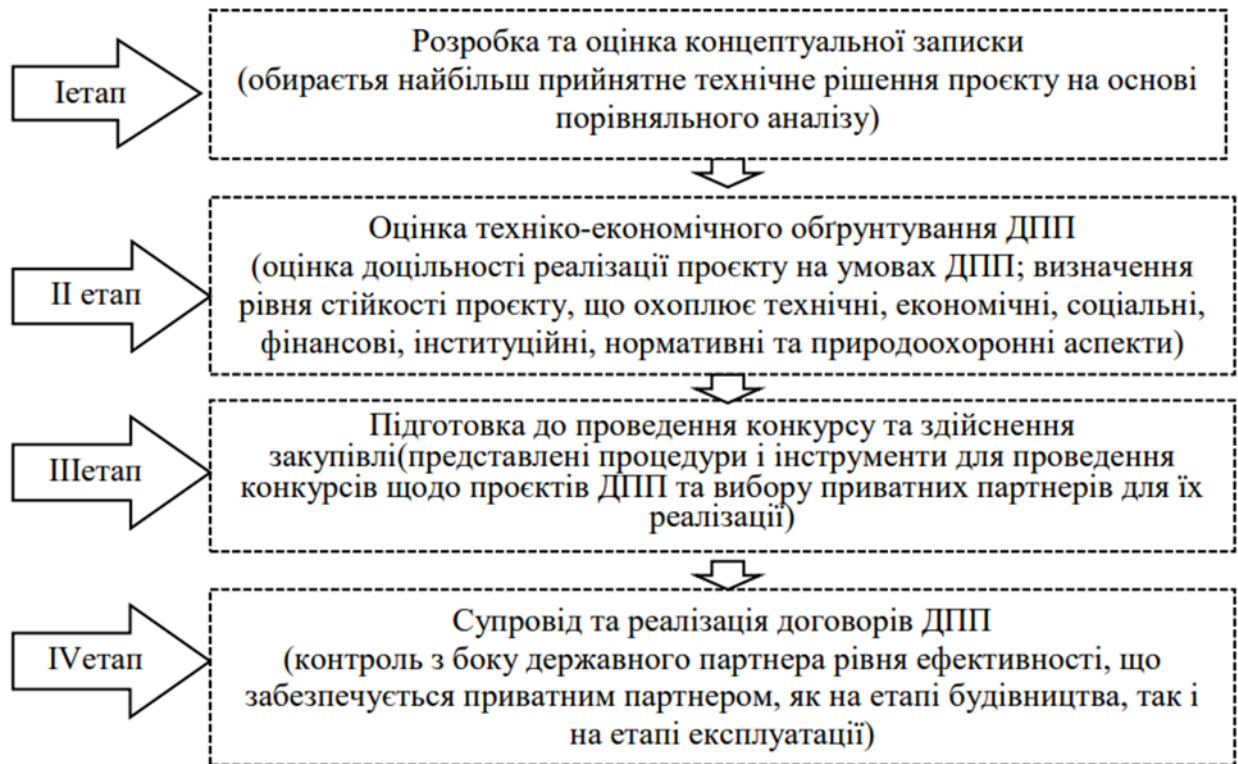 Розробка та оцінка концептуальної записки
(обираєтья найбільш прийнятне технічне рішення проєкту на основі
порівняльного аналізу)
Іетап
Оцінка техніко-економічного обґрунтування ДПП
(оцінка доцільності реалізації проєкту на умовах ДПП; визначення
рівня стійкості проєкту, що охоплює технічні, економічні, соціальні,
фінансові, інституційні, нормативні та природоохоронні аспекти)
ІІ етап
Підготовка до проведення конкурсу та здійснення
закупівлі(представлені процедури і інструменти для проведення
конкурсів щодо проєктів ДПП та вибору приватних партнерів для їх
реалізації)
ІІІетап
Супровід та реалізація договорів ДПП
(контроль з боку державного партнера рівня ефективності, що
забезпечується приватним партнером, як на етапі будівництва, так і
на етапі експлуатації)
IVетап